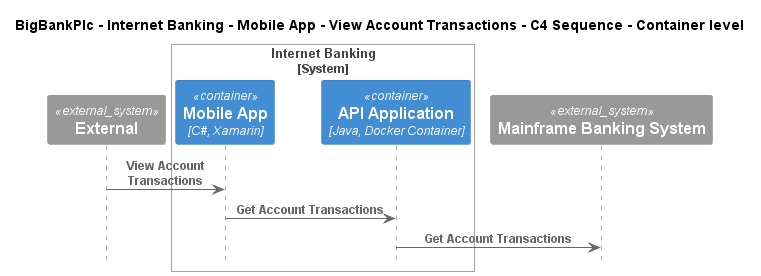 BigBankPlc - Internet Banking - Mobile App - View Account Transactions - C4 Sequence - Container level
Internet Banking
[System]
«external_system»
External
«container»
Mobile App
[C#, Xamarin]
«container»
API Application
[Java, Docker Container]
«external_system»
Mainframe Banking System
View Account
Transactions
Get Account Transactions
Get Account Transactions